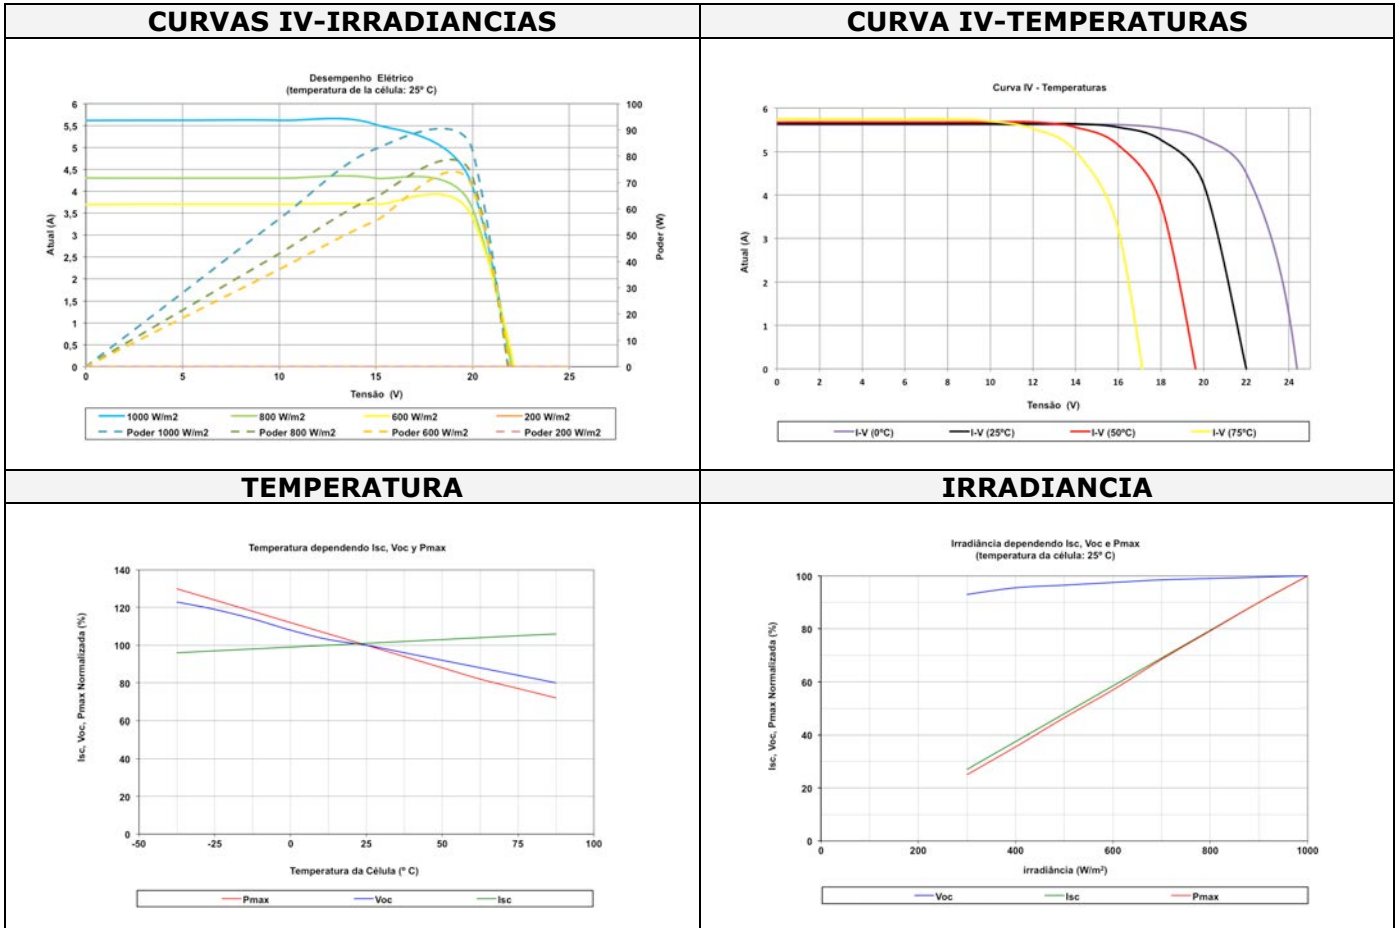 CURVAS IV-IRRADIANCIAS
Desempenho Elétrico
(temperatura de la célula: 25º C)
6
5,5
5
4,5
4
3,5
3
2,5
2
1,5
1
0,5
0
Atual (A)
100
90
80
70
60
50
40
30
20
10
0
Poder (W)
0 5 10 15 20 25
Tensão (V)
1000 W/m2 800 W/m2 600 W/m2 200 W/m2
Poder 1000 W/m2 Poder 800 W/m2 Poder 600 W/m2 Poder 200 W/m2
CURVA IV-TEMPERATURAS
Curva IV - Temperaturas
6
5
4
3
2
1
0
Atual (A)
0 2 4 6 8 10 12 14 16 18 20 22 24
Tensão (V)
I-V (0ºC) I-V (25ºC) I-V (50ºC) I-V (75ºC)
TEMPERATURA
Temperatura dependendo Isc, Voc y Pmax
140
120
100
80
60
40
20
0
Isc, Voc, Pmax Normalizada (%)
-50 -25 0 25 50 75 100
Temperatura da Célula (º C)
Pmax Voc Isc
IRRADIANCIA
Irradiância dependendo Isc, Voc e Pmax
(temperatura da célula: 25º C)
100
80
60
40
20
0
Isc, Voc, Pmax Normalizada (%)
0 200 400 600 800 1000
irradiância (W/m²)
Voc Isc Pmax